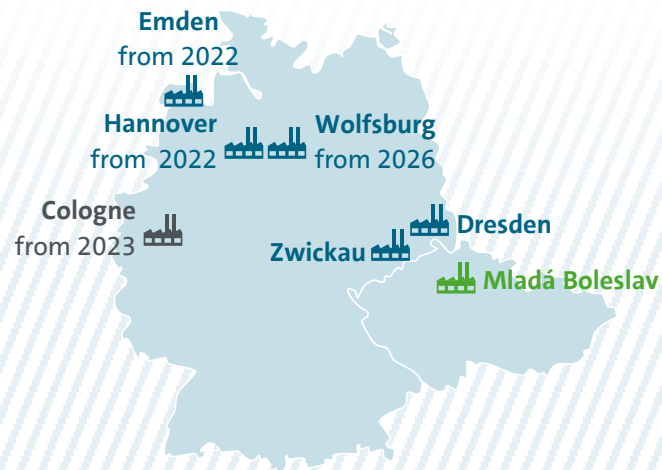 Emden
from 2022
Hannover
from 2022
Wolfsburg
from 2026
Cologne
from 2023
Dresden
Zwickau
Mladá Boleslav